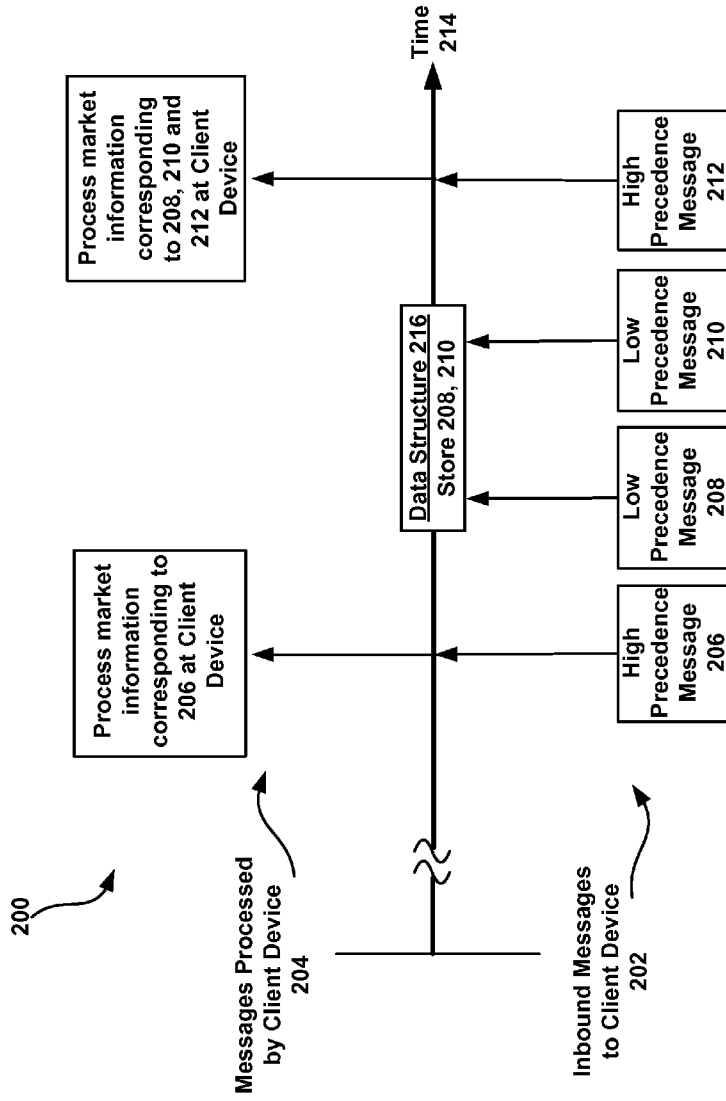 200
Messages Processed
by Client Device
204
Process market
information
corresponding to
206 at Client
Device
Process market
information
corresponding
to 208, 210 and
212 at Client
Device
Data Structure 216
Store 208, 210
Time
214
Inbound Messages
to Client Device
202
High
Precedence
Message
206
Low
Precedence
Message
208
Low
Precedence
Message
210
High
Precedence
Message
212